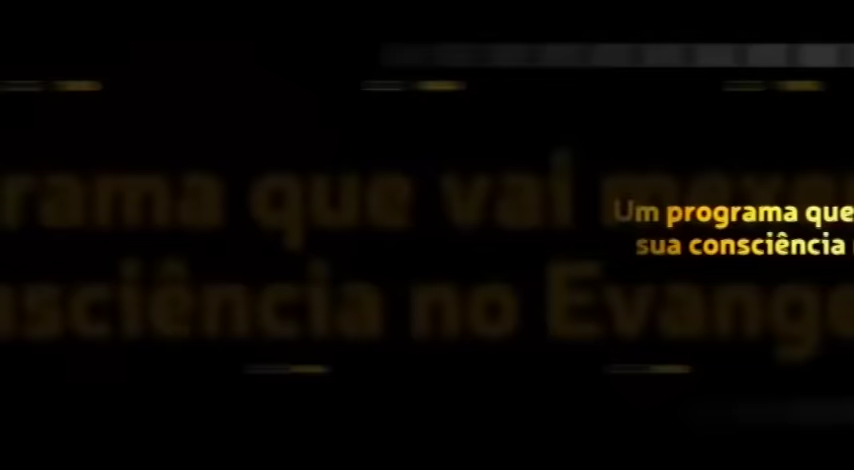 Um programa que
sua consciência
rama que vai mexer
nsciência no Evange